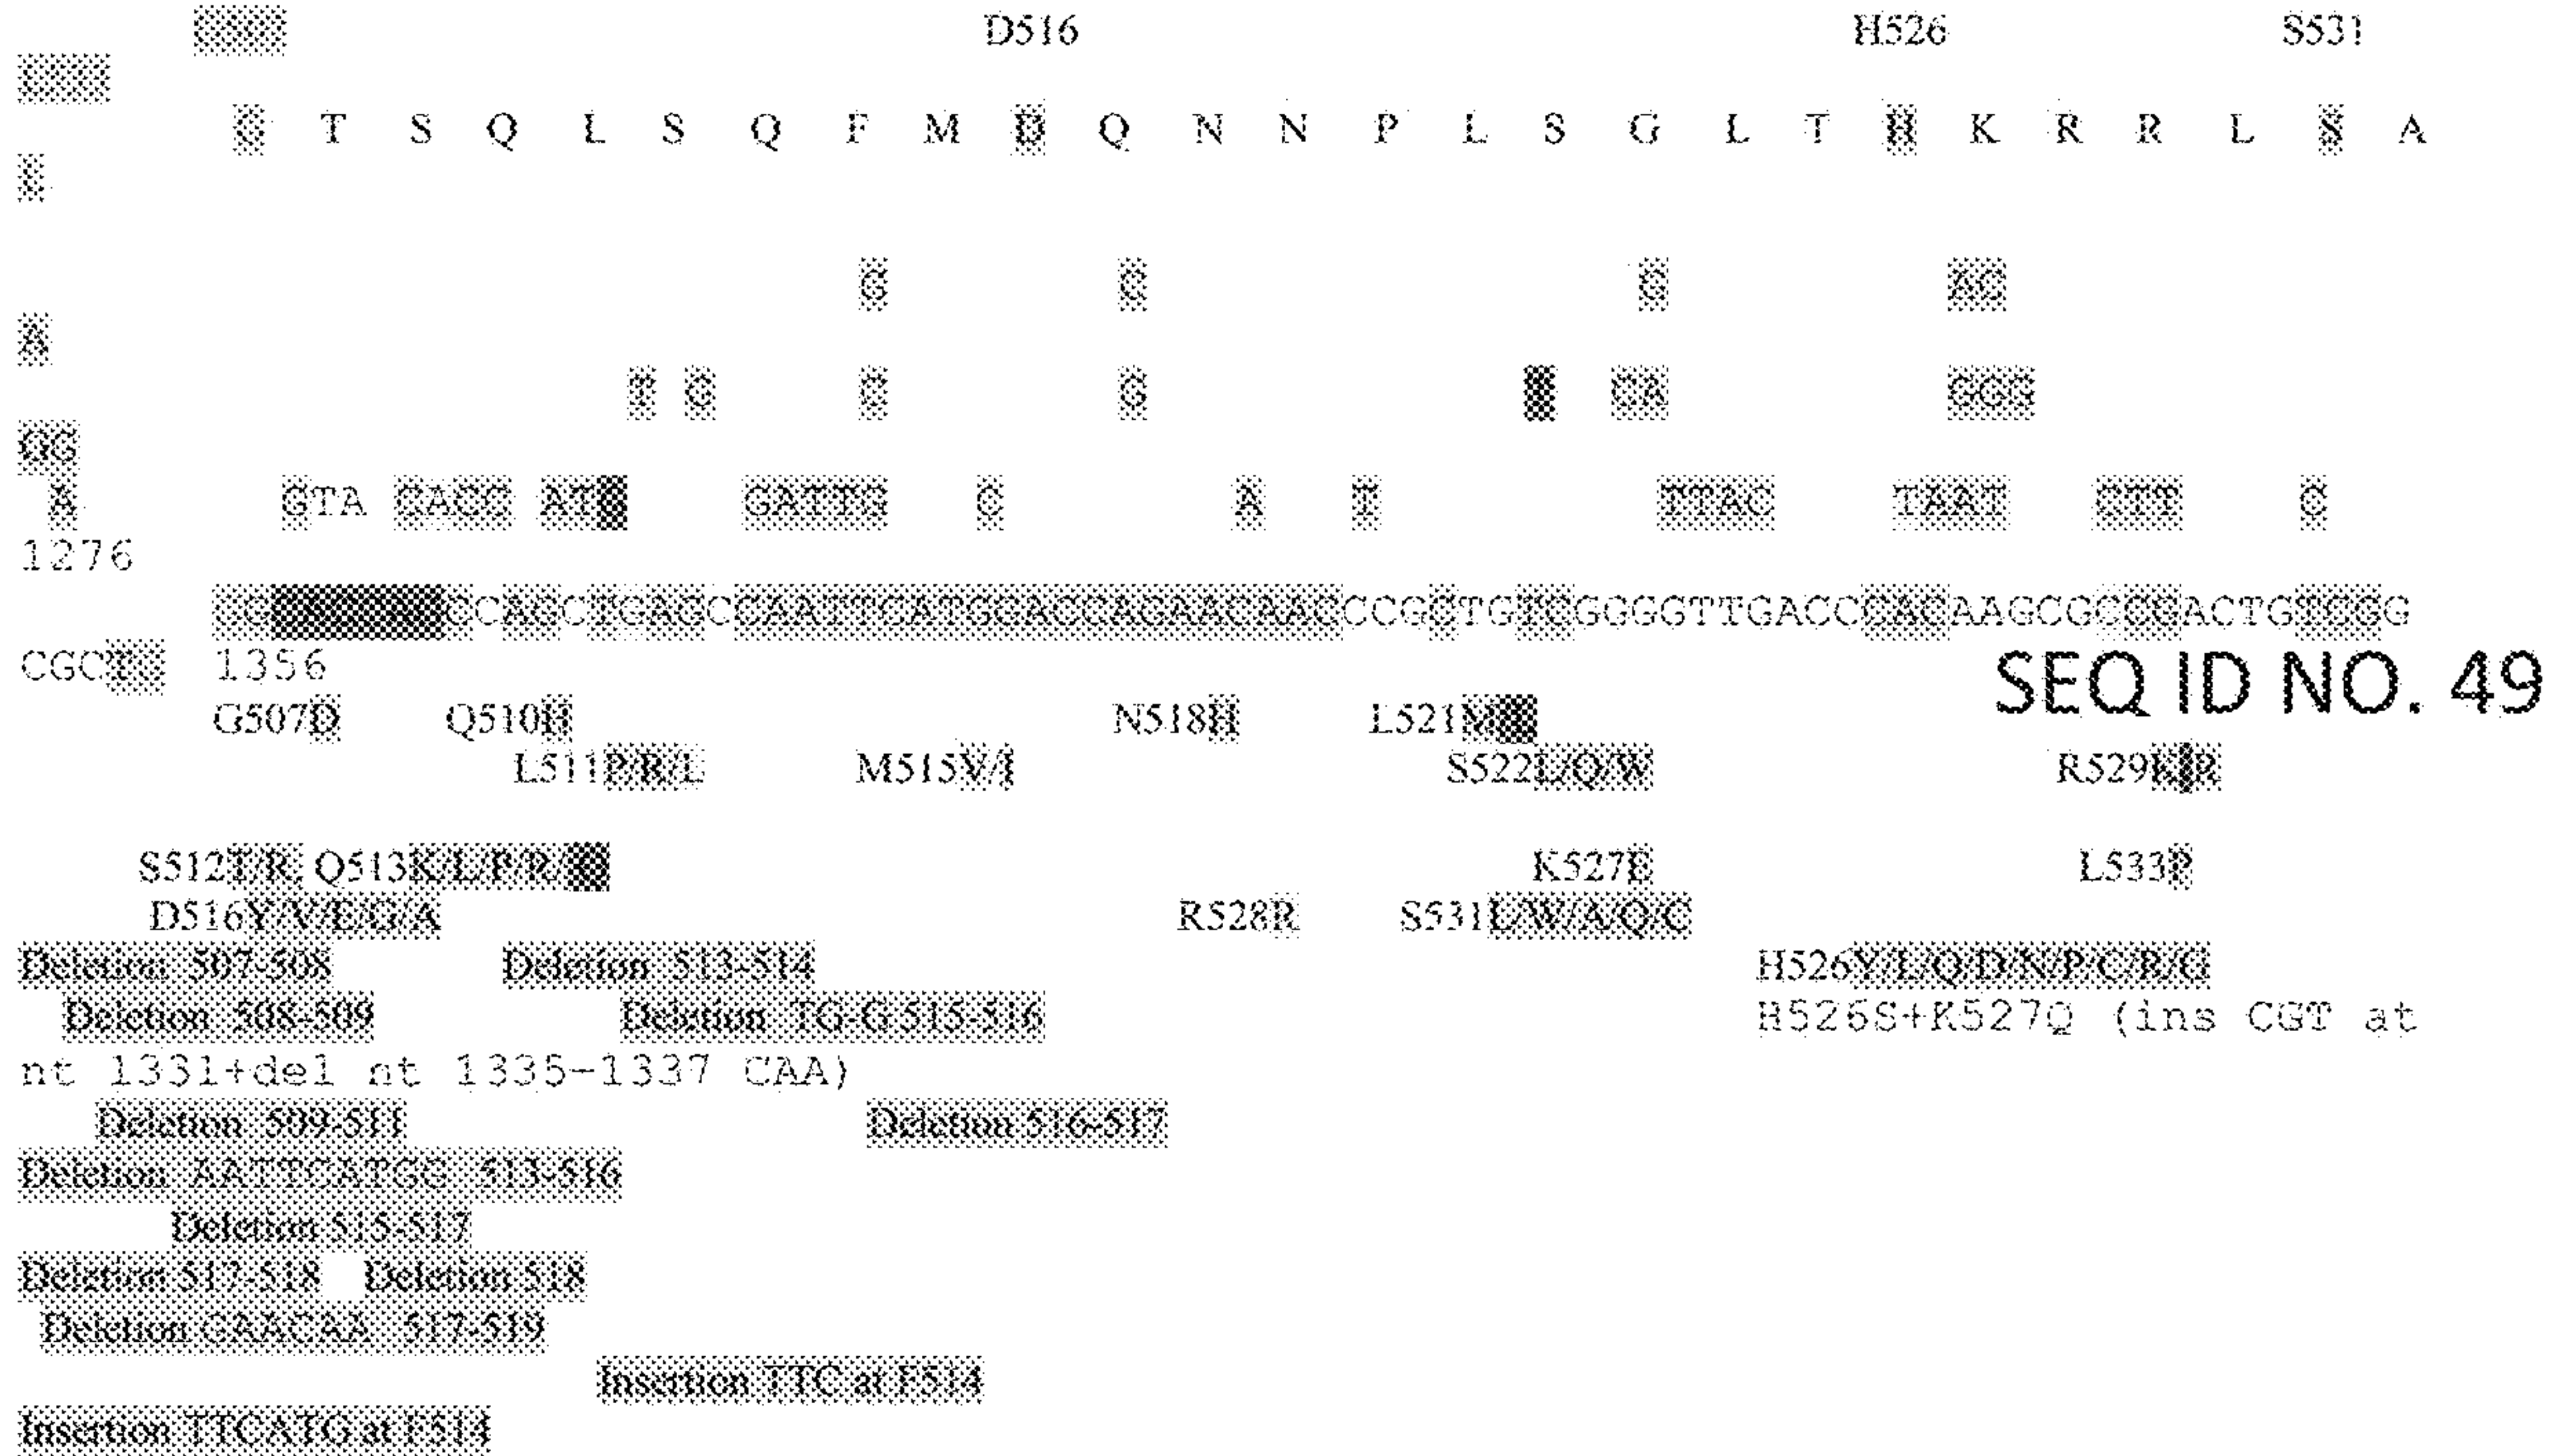 D516 H526 S531
T S Q L S Q F M D Q N N P L S G L T H K R R L S A
G C G AC
A
T G C G CA GGG
GG
A GTA CACC AT GATTG C A T TTAC TAAT CTT C
1276
CCAGCTGAGCCAATTCATGGACCAGAACAACCCGCTGTCGGGGTTGACCCACAAGCGCCGACTGTCGG
CGCT 1356
SEQ ID NO. 49
G507D Q510H N518H L521M
L511P/R/L M515V/I S522L/Q/W R529K
S512T/R Q513K/L/P/R/ K527E L533P
D516Y/V/E/G/A R528R S531L/W/A/Q/C
Deletion 507-508 Deletion 513-514 H526Y/L/Q/D/N/P/C/R/G
Deletion 508-509 Deletion TG-G 515-516 H526S+K527Q (ins CGT at
nt 1331+del nt 1335-1337 CAA)
Deletion 509-511 Deletion 516-517
Deletion AATTCATGG 513-516
Deletion 515-517
Deletion 517-518 Deletion 518
Deletion GAACAA 517-519
Insertion TTC at F514
Insertion TTCATG at F514